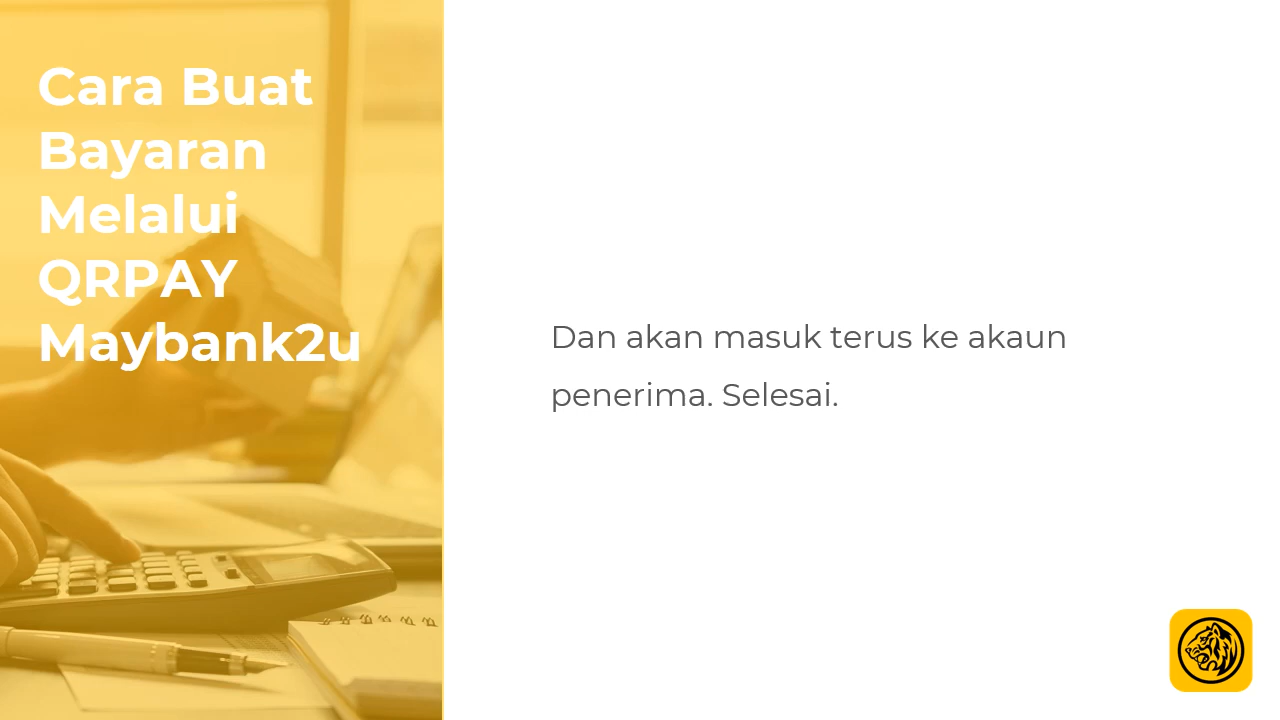 Cara Buat
Bayaran
Melalui
QRPAY
Maybank2u
Dan akan masuk terus ke akaun
penerima. Selesai.